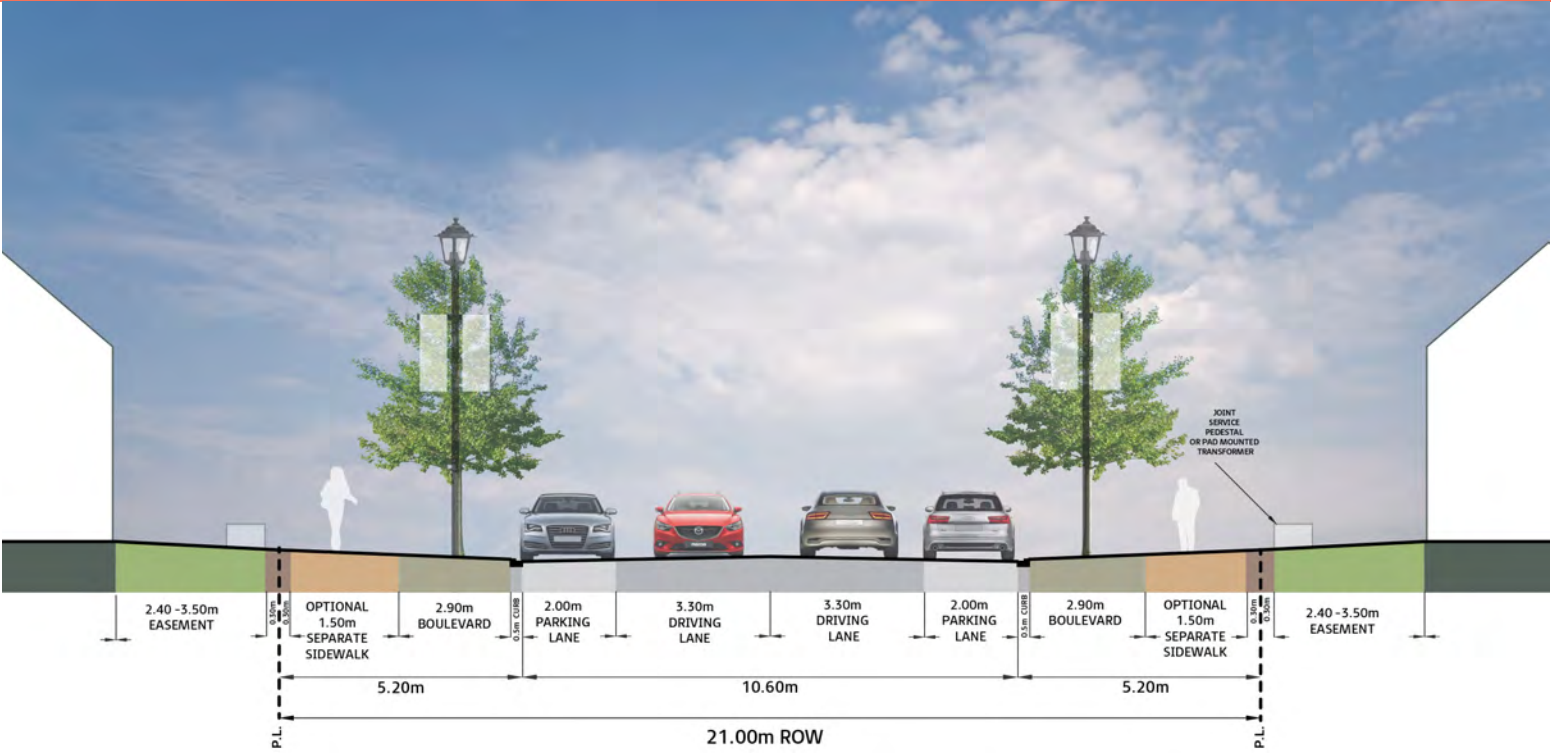 JOINT
SERVICE
PEDESTAL
OR PAD MOUNTED
TRANSFORMER
2.40 -3.50m
EASEMENT
0.30m
0.30m
OPTIONAL
1.50m
SEPARATE
SIDEWALK
2.90m
BOULEVARD
0.5m CURB
2.00m
PARKING
LANE
3.30m
DRIVING
LANE
3.30m
DRIVING
LANE
2.00m
PARKING
LANE
0.5m CURB
2.90m
BOULEVARD
OPTIONAL
1.50m
SEPARATE
SIDEWALK
0.30m
0.30m
2.40 -3.50m
EASEMENT
5.20m
10.60m
5.20m
P.L.
21.00m ROW
P.L.